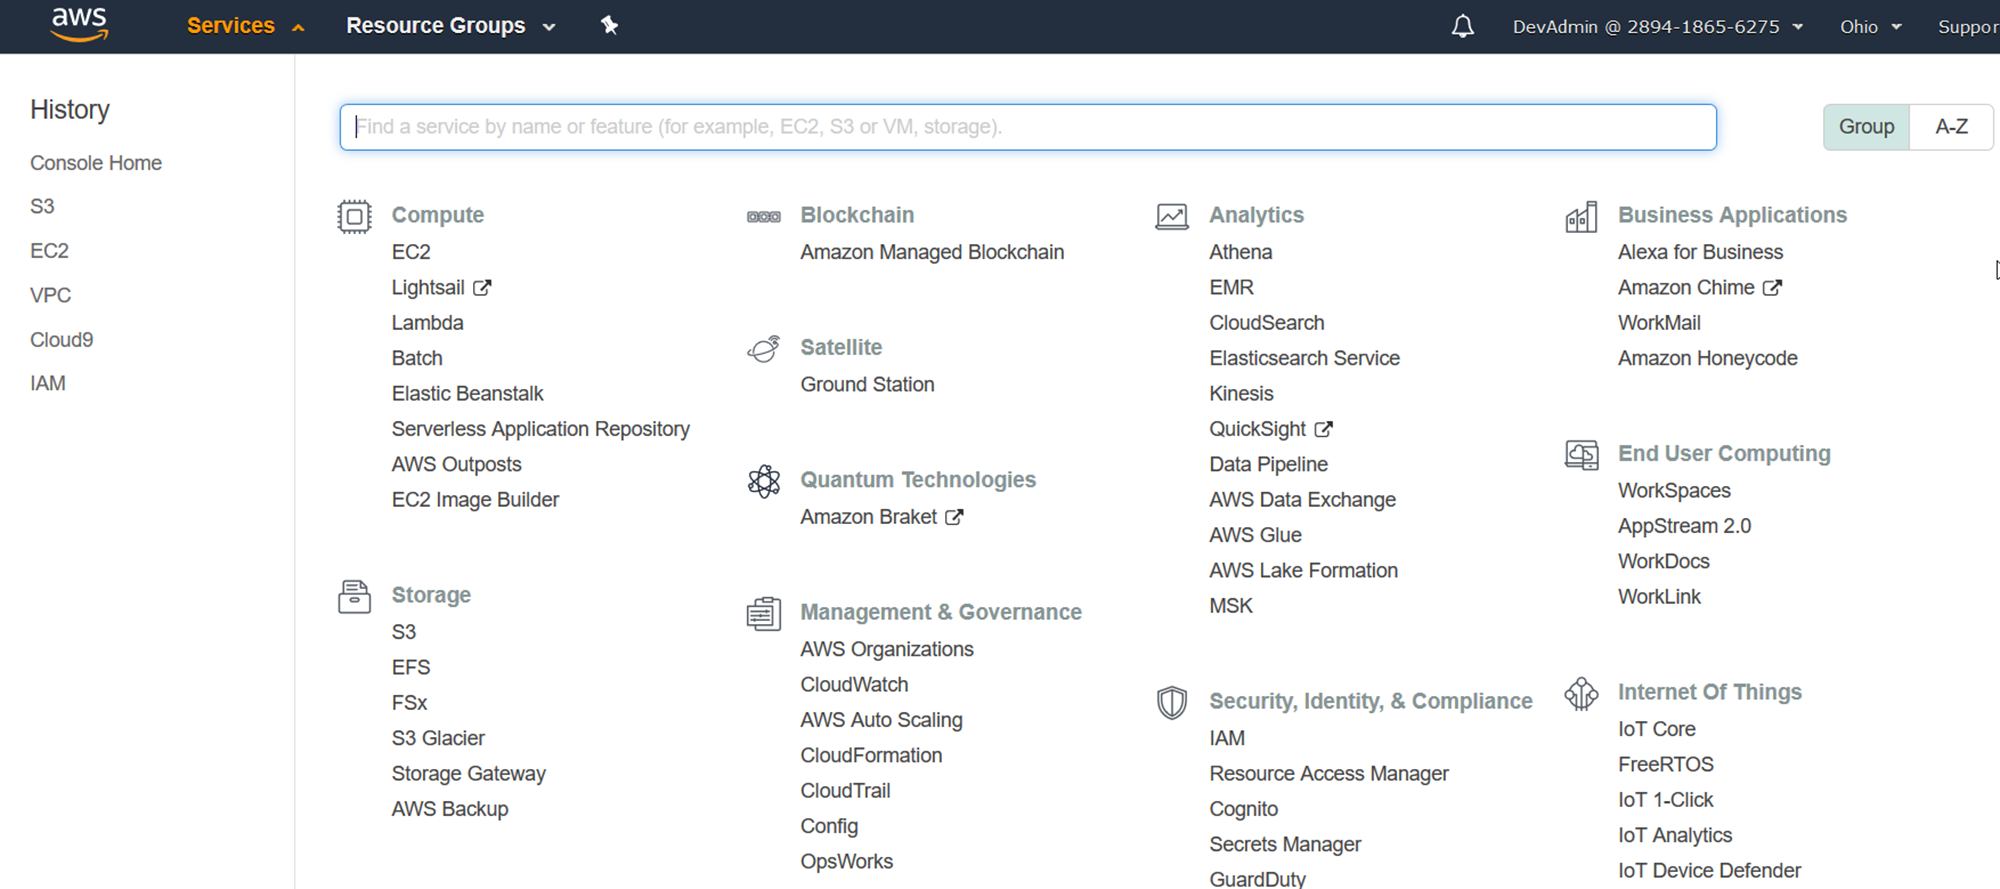 aws
Services
Resource Groups
DevAdmin @ 2894-1865-6275
Ohio
Suppor
History
Console Home
S3
EC2
VPC
Cloud9
IAM
Find a service by name or feature (for example, EC2, S3 or VM, storage).
Group
A-Z
Compute
EC2
Lightsail
Lambda
Batch
Elastic Beanstalk
Serverless Application Repository
AWS Outposts
EC2 Image Builder
Storage
S3
EFS
FSx
S3 Glacier
Storage Gateway
AWS Backup
Blockchain
Amazon Managed Blockchain
Satellite
Ground Station
Quantum Technologies
Amazon Braket
Management & Governance
AWS Organizations
CloudWatch
AWS Auto Scaling
CloudFormation
CloudTrail
Config
OpsWorks
Analytics
Athena
EMR
CloudSearch
Elasticsearch Service
Kinesis
QuickSight
Data Pipeline
AWS Data Exchange
AWS Glue
AWS Lake Formation
MSK
Security, Identity, & Compliance
IAM
Resource Access Manager
Cognito
Secrets Manager
GuardDuty
Business Applications
Alexa for Business
Amazon Chime
WorkMail
Amazon Honeycode
End User Computing
WorkSpaces
AppStream 2.0
WorkDocs
WorkLink
Internet Of Things
IoT Core
FreeRTOS
IoT 1-Click
IoT Analytics
IoT Device Defender